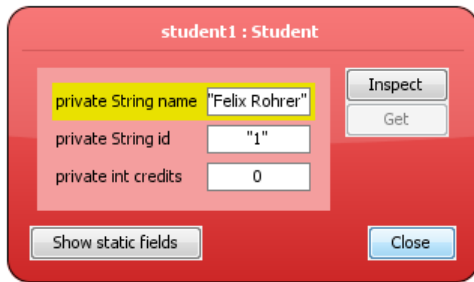 student1 : Student
private String name "Felix Rohrer"
Inspect
private String id "1"
Get
private int credits 0
Show static fields
Close